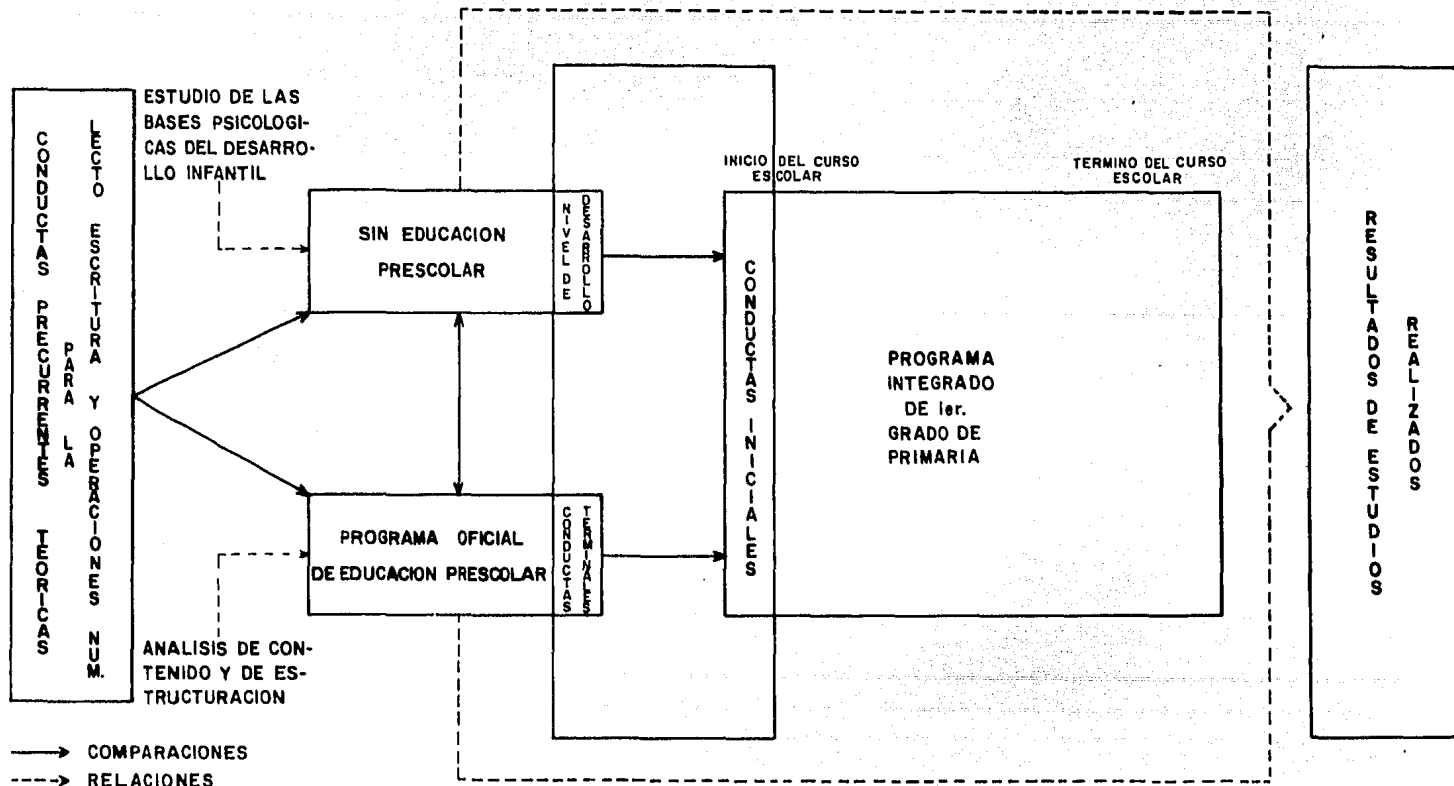 CONDUCTAS PRECURRENTES TEORICAS
PARA LA
LECTO ESCRITURA Y OPERACIONES NUM.
ESTUDIO DE LAS
BASES PSICOLOGI-
CAS DEL DESARRO-
LLO INFANTIL
SIN EDUCACION
PRESCOLAR
NIVEL DE
DESARROLLO
PROGRAMA OFICIAL
DE EDUCACION PRESCOLAR
CONDUCTAS
TERMINALES
ANALISIS DE CON-
TENIDO Y DE ES-
TRUCTURACION
INICIO DEL CURSO
ESCOLAR
TERMINO DEL CURSO
ESCOLAR
CONDUCTAS INICIALES
PROGRAMA
INTEGRADO
DE 1er.
GRADO DE
PRIMARIA
RESULTADOS DE ESTUDIOS
REALIZADOS
COMPARACIONES
RELACIONES